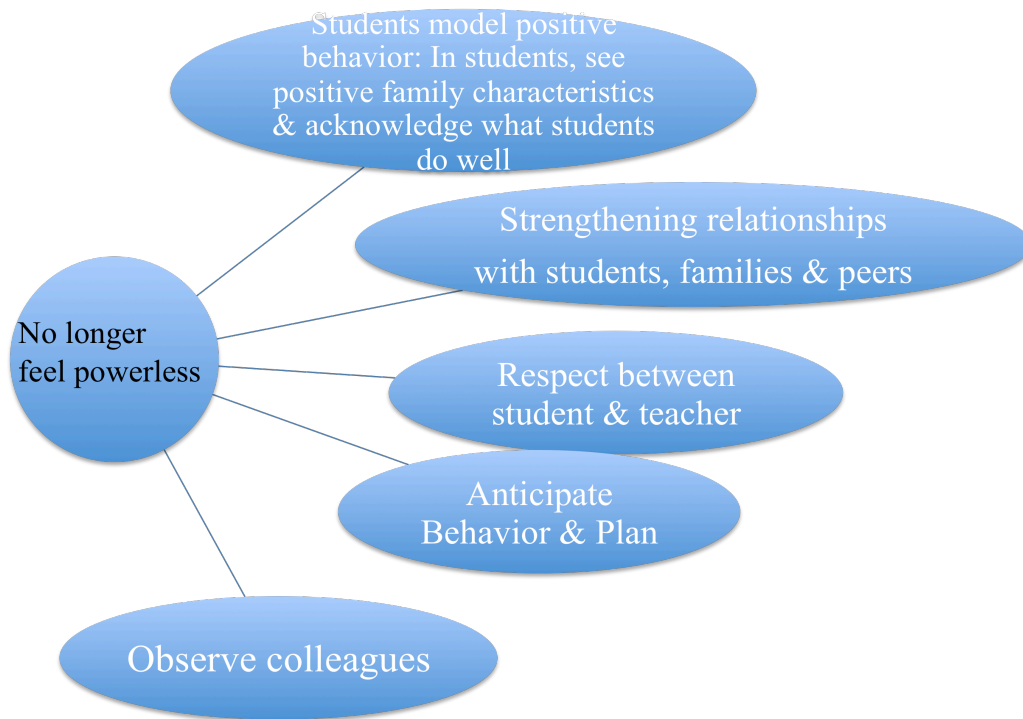 Students model positive
behavior: In students, see
positive family characteristics
& acknowledge what students
do well
Strengthening relationships
with students, families & peers
No longer
feel powerless
Respect between
student & teacher
Anticipate
Behavior & Plan
Observe colleagues